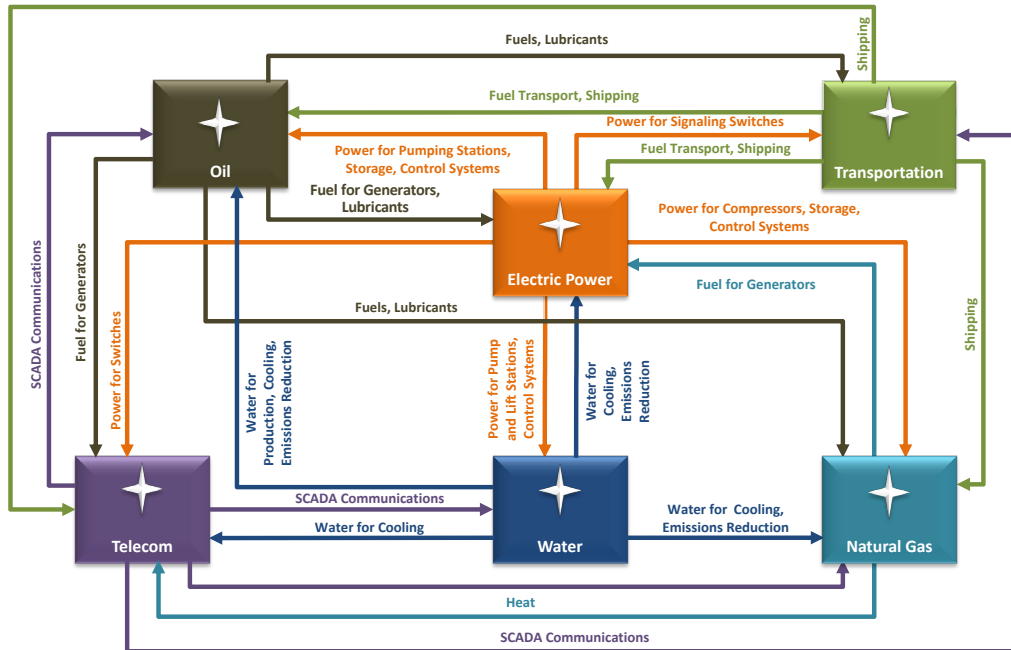 Fuels, Lubricants
Shipping
Fuel Transport, Shipping
Power for Signaling Switches
Power for Pumping Stations,
Storage, Control Systems
Fuel Transport, Shipping
Oil
Transportation
Fuel for Generators,
Lubricants
Power for Compressors, Storage,
Control Systems
Electric Power
Fuel for Generators
SCADA Communications
Fuel for Generators
Power for Switches
Fuels, Lubricants
Water for
Production, Cooling,
Emissions Reduction
Power for Pump
and Lift Stations,
Control Systems
Water for
Cooling,
Emissions
Reduction
Shipping
SCADA Communications
Water for Cooling
Water for Cooling,
Emissions Reduction
Telecom
Water
Natural Gas
Heat
SCADA Communications